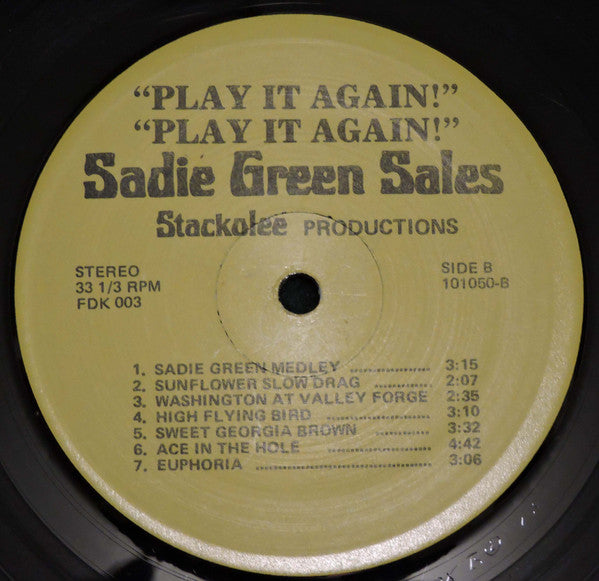 "PLAY IT AGAIN!"
"PLAY IT AGAIN!"
Sadie Green Sales
Stackolee PRODUCTIONS
STEREO
33 1/3 RPM
FDK 003
SIDE B
101050-B
1. SADIE GREEN MEDLEY ............... 3:15
2. SUNFLOWER SLOW DRAG ............... 2:07
3. WASHINGTON AT VALLEY FORGE 2:35
4. HIGH FLYING BIRD ............... 3:10
5. SWEET GEORGIA BROWN ............... 3:32
6. ACE IN THE HOLE ............... 4:42
7. EUPHORIA ............... 3:06